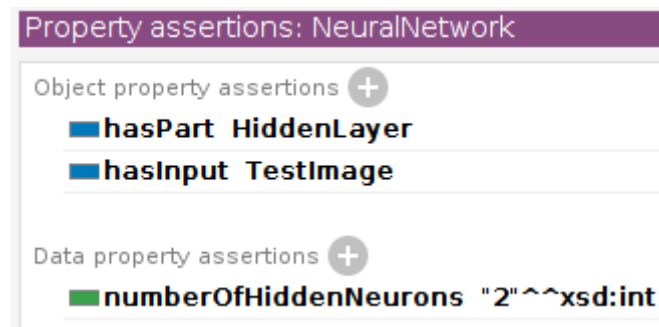 Property assertions: NeuralNetwork
Object property assertions
hasPart HiddenLayer
hasInput TestImage
Data property assertions
numberOfHiddenNeurons "2"^^xsd:int